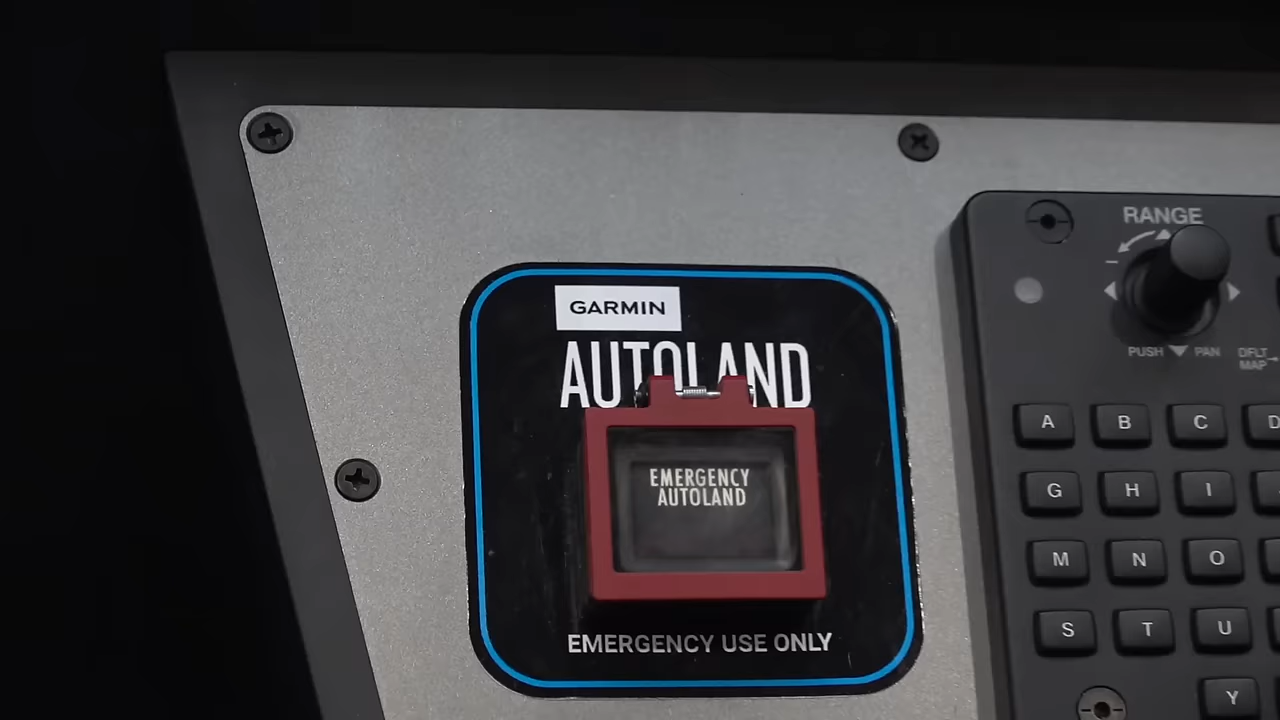 GARMIN
AUTOLAND
EMERGENCY
AUTOLAND
EMERGENCY USE ONLY
RANGE
PUSH PAN
DFLT
MAP
A B C D
G H I
M N O
S T U
Y